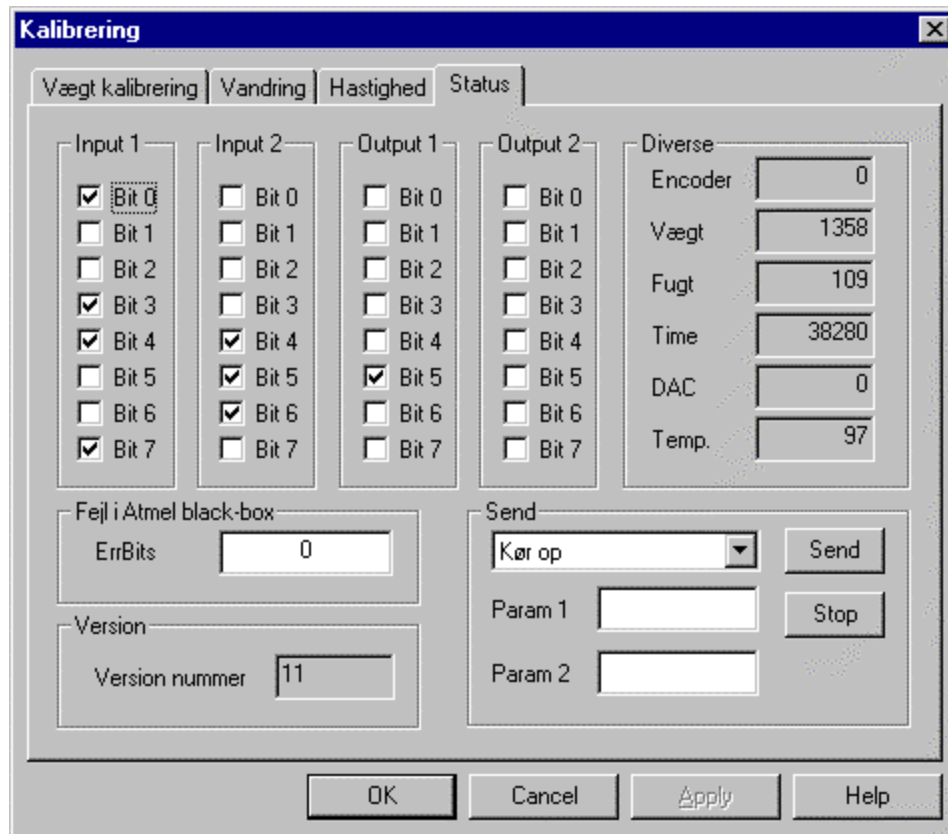 Kalibrering
Vægt kalibrering Vandring Hastighed Status
Input 1 Input 2 Output 1 Output 2 Diverse
Bit 0 Bit 0 Bit 0 Bit 0 Encoder 0
Bit 1 Bit 1 Bit 1 Bit 1 Vægt 1358
Bit 2 Bit 2 Bit 2 Bit 2 Fugt 109
Bit 3 Bit 3 Bit 3 Bit 3
Bit 4 Bit 4 Bit 4 Bit 4 Time 38280
Bit 5 Bit 5 Bit 5 Bit 5 DAC 0
Bit 6 Bit 6 Bit 6 Bit 6
Bit 7 Bit 7 Bit 7 Bit 7 Temp. 97
Fejl i Atmel black-box Send
ErrBits 0 Kør op Send
Param 1 Stop
Version
Version nummer 11 Param 2
OK Cancel Apply Help